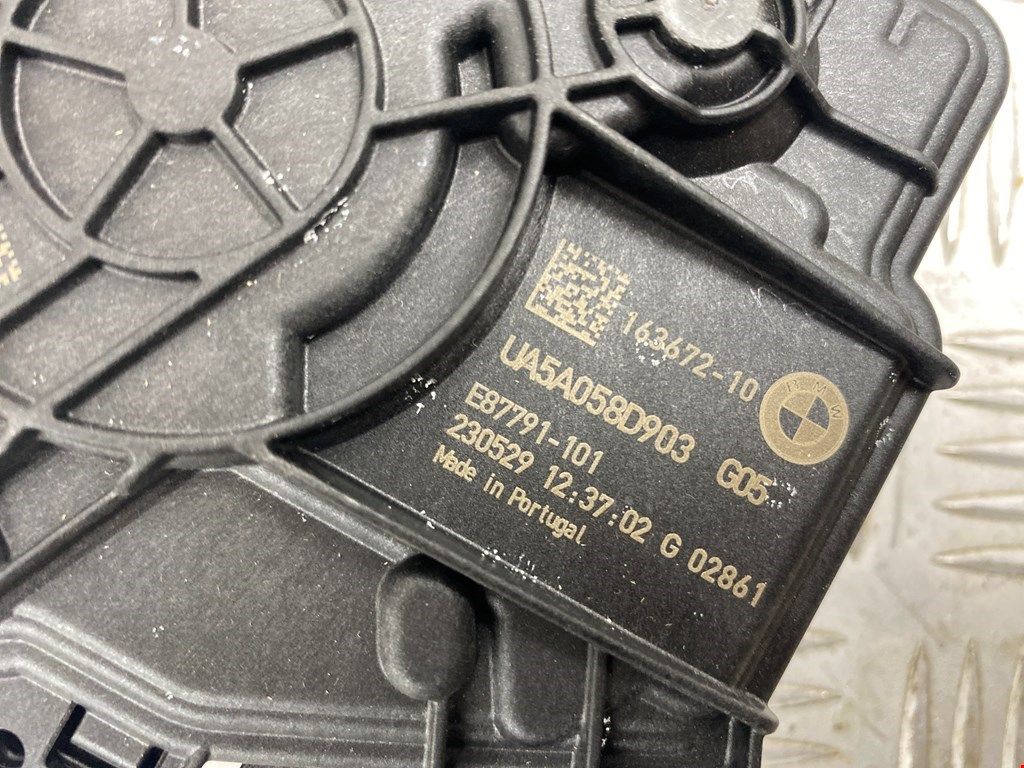 163672-10
BMW
UA5A058D903 G05
E87791-101
230529 12:37:02 G 02861
Made in Portugal